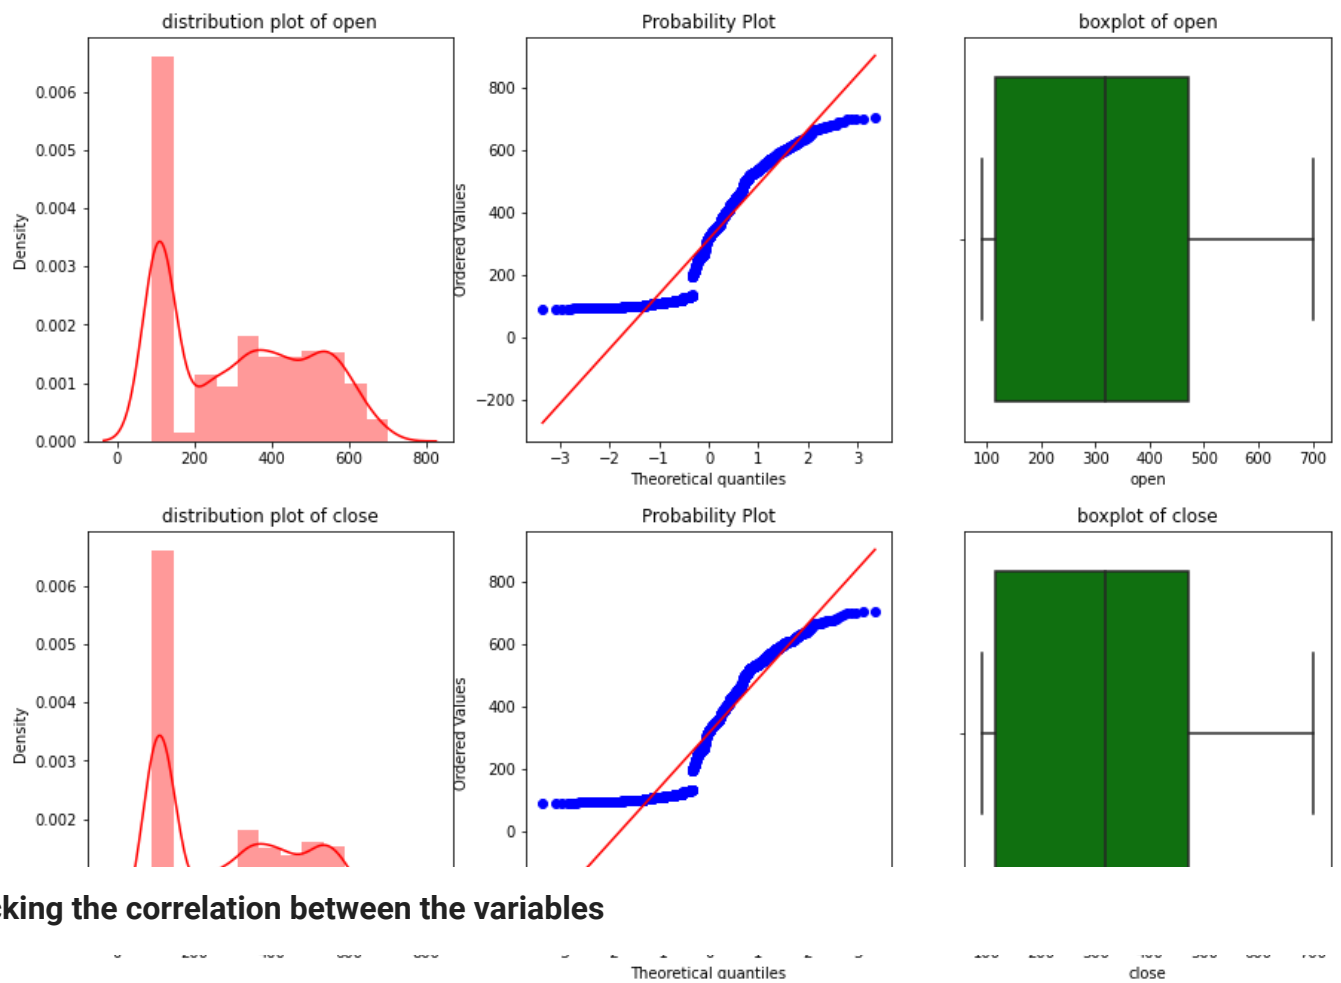 distribution plot of open
Probability Plot
boxplot of open
0.006
0.005
0.004
0.003
0.002
0.001
0.000
Density
0 200 400 600 800
800
600
400
200
0
−200
Ordered Values
−3 −2 −1 0 1 2 3
Theoretical quantiles
100 200 300 400 500 600 700
open
distribution plot of close
Probability Plot
boxplot of close
0.006
0.005
0.004
0.003
0.002
Density
800
600
400
200
0
Ordered Values
cking the correlation between the variables
Theoretical quantiles
close